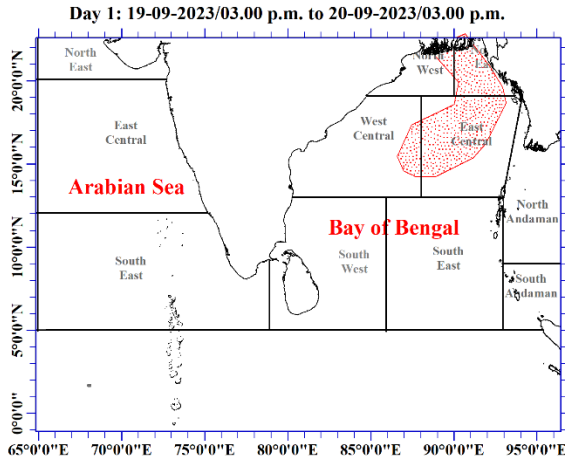 Day 1: 19-09-2023/03.00 p.m. to 20-09-2023/03.00 p.m.
North
East
North
West
20°0'0"N
East
Central
West
Central
East
Central
15°0'0"N
Arabian Sea
North
Andaman
Bay of Bengal
10°0'0"N
South
East
South
West
South
East
South
Andaman
5°0'0"N
0°0'0"
65°0'0"E 70°0'0"E 75°0'0"E 80°0'0"E 85°0'0"E 90°0'0"E 95°0'0"E